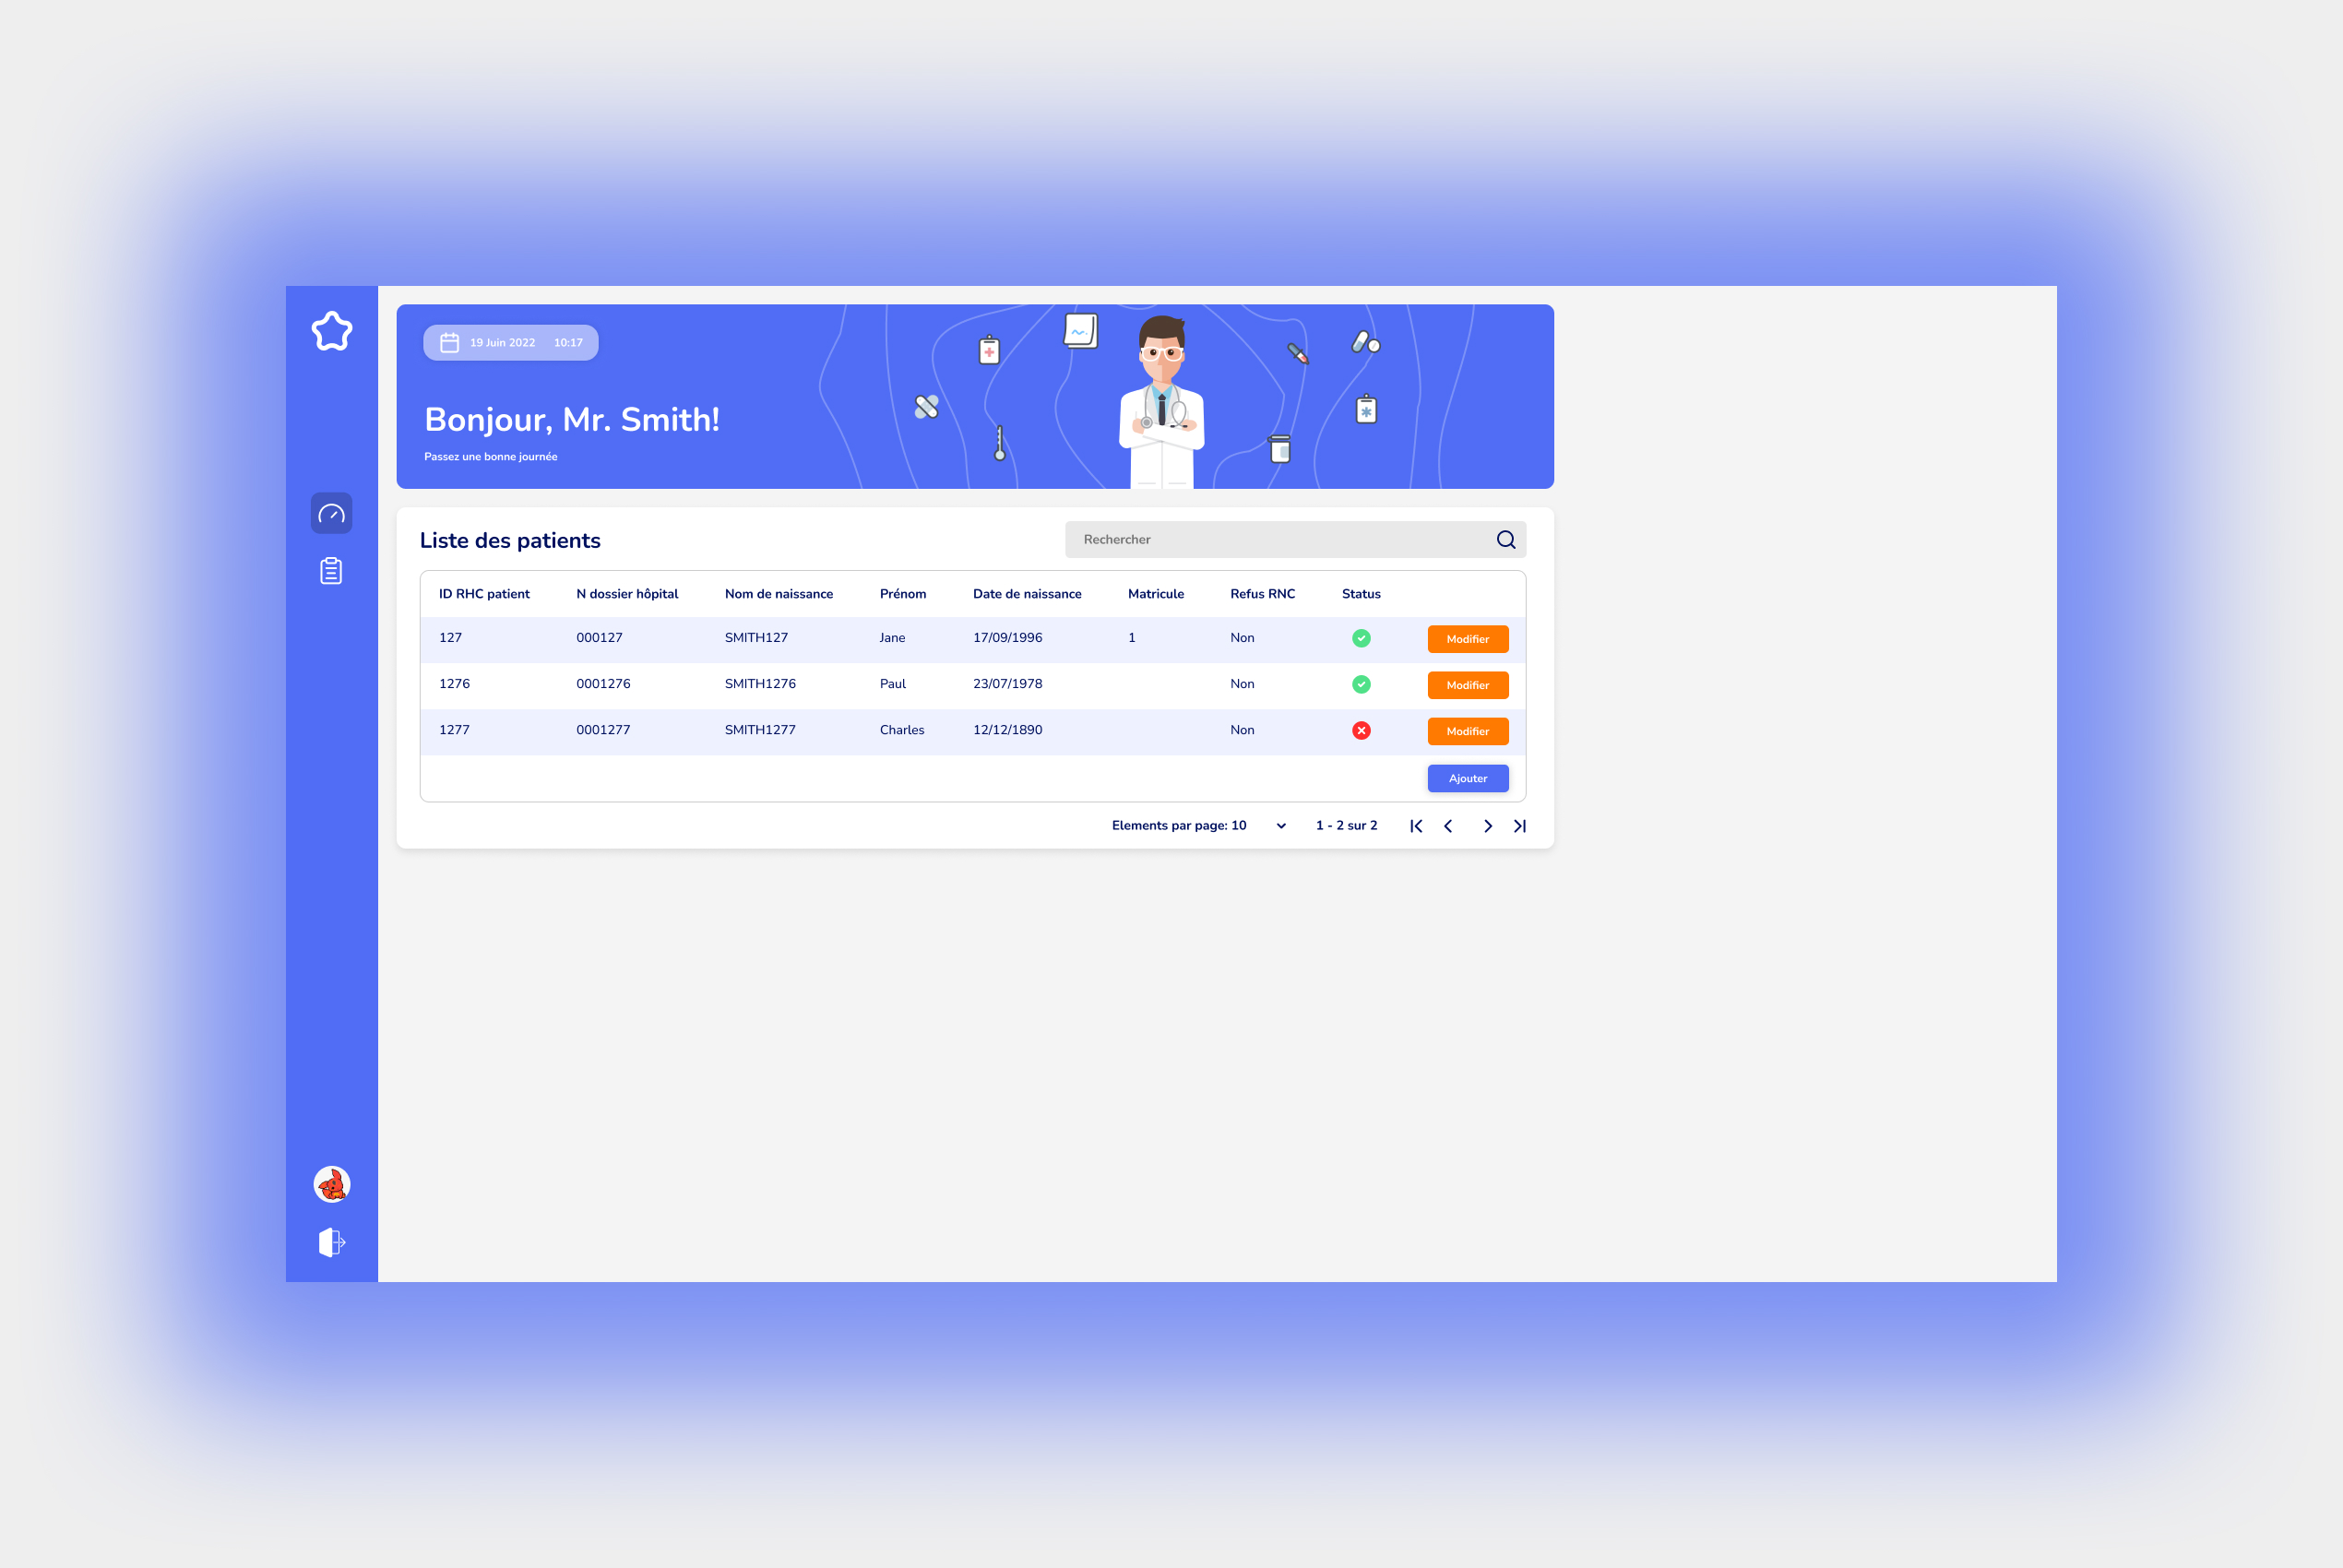 19 Juin 2022 10:17
Bonjour, Mr. Smith!
Passez une bonne journée
Liste des patients
Rechercher
ID RHC patient N dossier hôpital Nom de naissance Prénom Date de naissance Matricule Refus RNC Status
127 000127 SMITH127 Jane 17/09/1996 1 Non Modifier
1276 0001276 SMITH1276 Paul 23/07/1978 Non Modifier
1277 0001277 SMITH1277 Charles 12/12/1890 Non Modifier
Ajouter
Elements par page: 10 1 - 2 sur 2